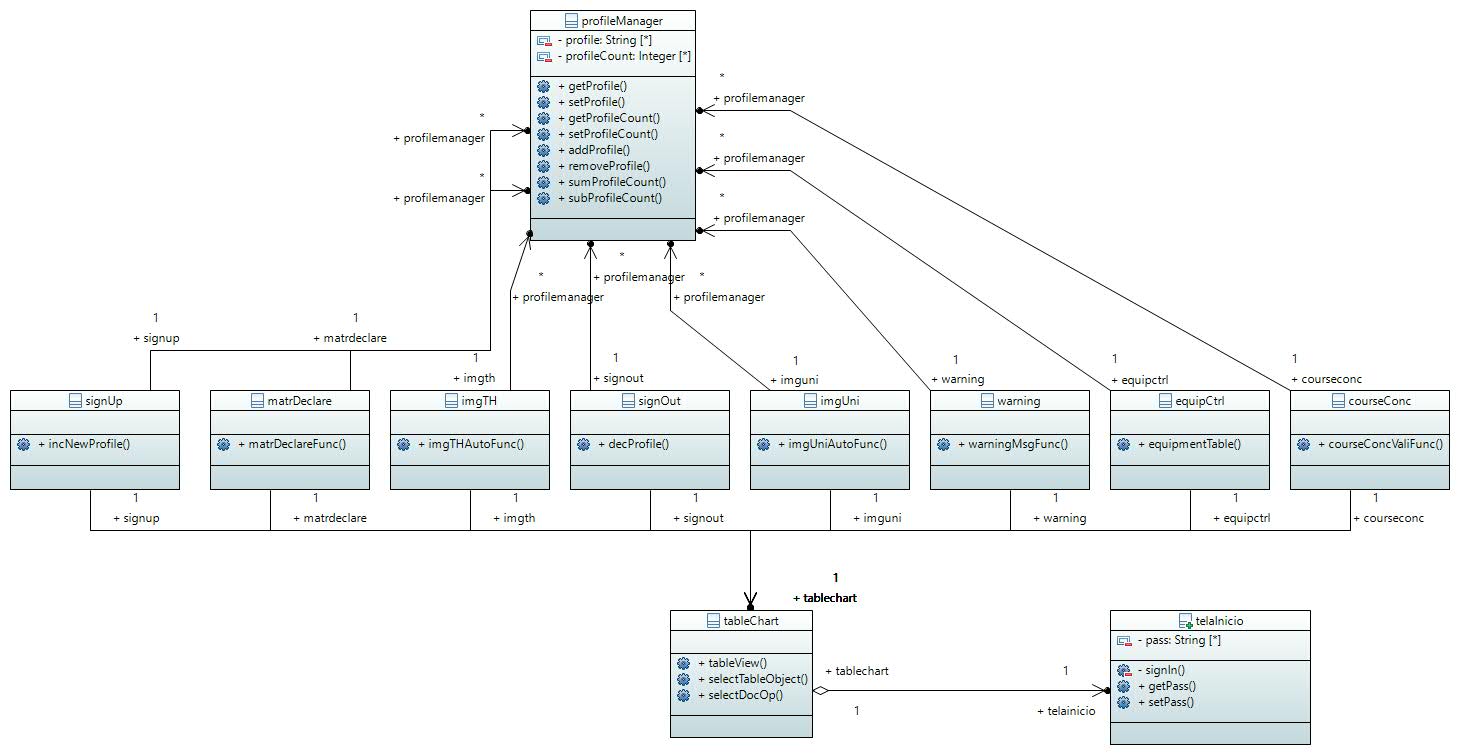 profileManager
- profile: String [*]
- profileCount: Integer [*]
+ getProfile()
+ setProfile()
+ getProfileCount()
+ setProfileCount()
+ addProfile()
+ removeProfile()
+ sumProfileCount()
+ subProfileCount()
*
+ profilemanager
*
+ profilemanager
*
+ profilemanager
*
+ profilemanager
*
+ profilemanager
*
+ profilemanager
*
+ profilemanager
*
+ profilemanager
1
+ signup
1
+ matrdeclare
1
+ imgth
1
+ signout
1
+ imguni
1
+ warning
1
+ equipctrl
1
+ courseconc
signUp
+ incNewProfile()
matrDeclare
+ matrDeclareFunc()
imgTH
+ imgTHAutoFunc()
signOut
+ decProfile()
imgUni
+ imgUniAutoFunc()
warning
+ warningMsgFunc()
equipCtrl
+ equipmentTable()
courseConc
+ courseConcValiFunc()
1
+ signup
1
+ matrdeclare
1
+ imgth
1
+ signout
1
+ imguni
1
+ warning
1
+ equipctrl
1
+ courseconc
1
+ tablechart
tableChart
+ tableView()
+ selectTableObject()
+ selectDocOp()
+ tablechart
1
1
+ telainicio
telaInicio
- pass: String [*]
- signIn()
+ getPass()
+ setPass()